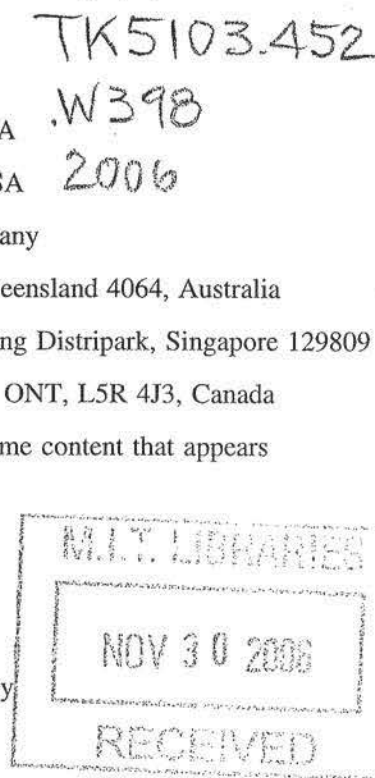 TK5103.452
A .W398
SA 2006
any
eensland 4064, Australia
ng Distripark, Singapore 129809
ONT, L5R 4J3, Canada
me content that appears
M.I.T. LIBRARIES
NOV 30 2006
y
RECEIVED